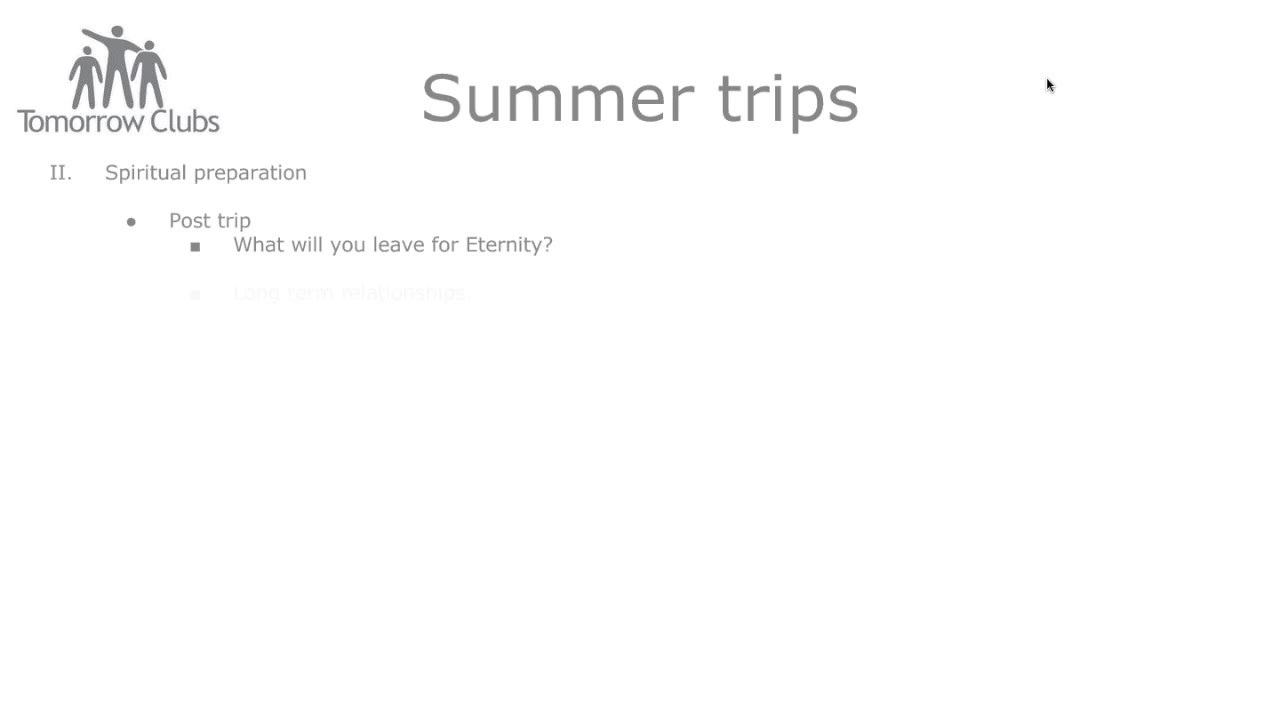 Tomorrow Clubs
Summer trips
II. Spiritual preparation
● Post trip
■ What will you leave for Eternity?
■ Long term relationships.